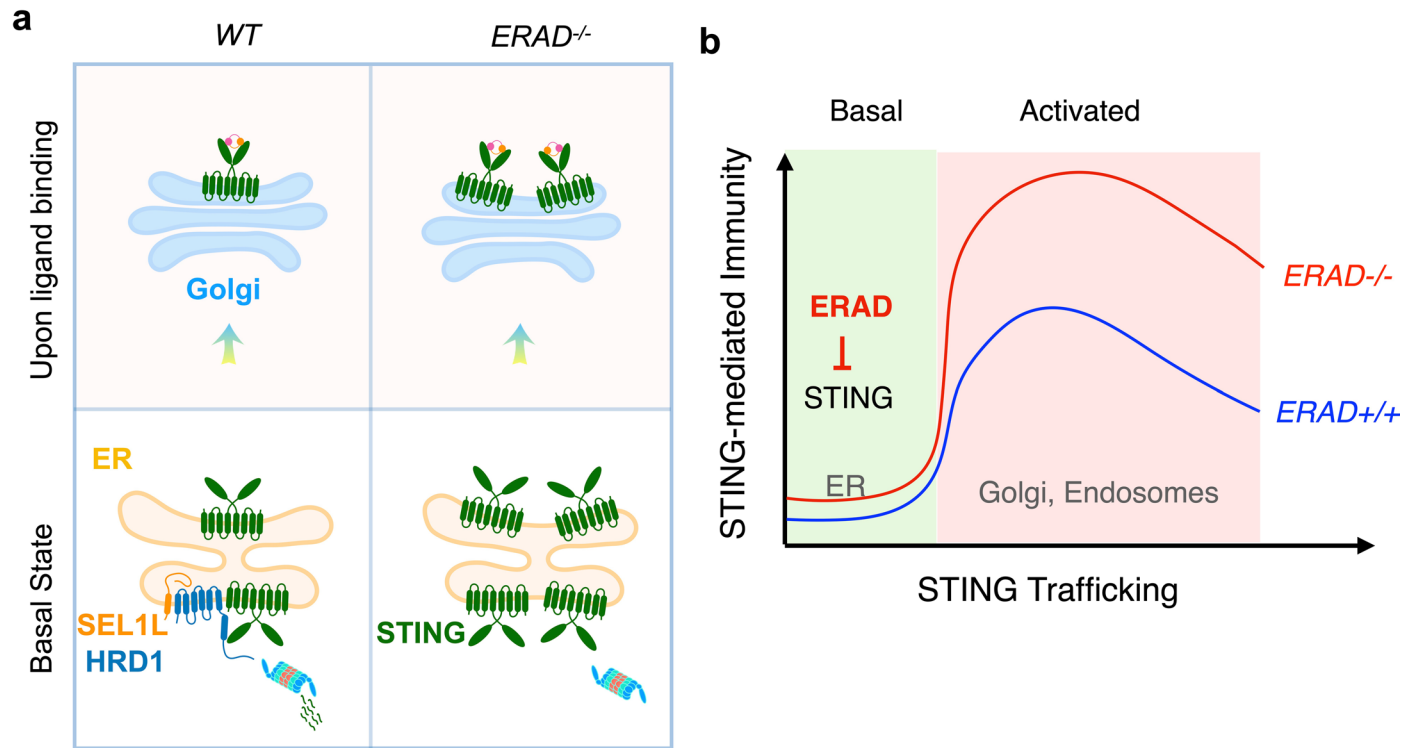 a
WT
ERAD-/-
Upon ligand binding
Golgi
Basal State
ER
SEL1L
HRD1
STING
b
Basal
Activated
STING-mediated Immunity
ERAD
STING
ER
Golgi, Endosomes
ERAD-/-
ERAD+/+
STING Trafficking